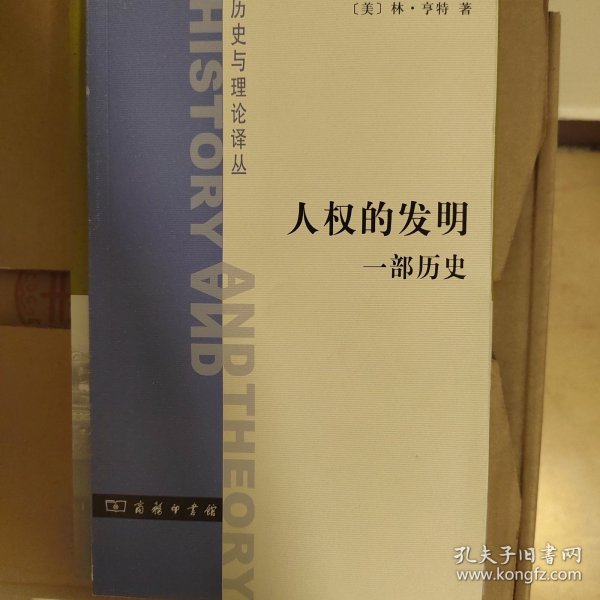 〔美〕林·亨特 著
历史与理论译丛
HISTORY AND
AND THEORY
人权的发明
一部历史
商务印书馆
孔夫子旧书网
www.kongfz.com